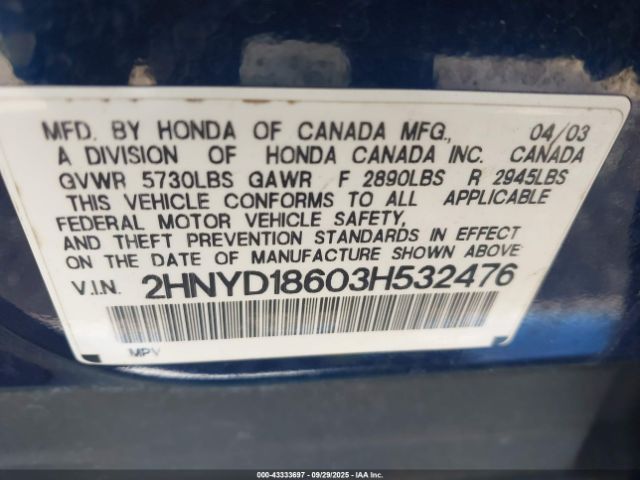 MFD. BY HONDA OF CANADA MFG., 04/03
A DIVISION OF HONDA CANADA INC. CANADA
GVWR 5730LBS GAWR F 2890LBS R 2945LBS
THIS VEHICLE CONFORMS TO ALL APPLICABLE
FEDERAL MOTOR VEHICLE SAFETY,
AND THEFT PREVENTION STANDARDS IN EFFECT
ON THE DATE OF MANUFACTURE SHOWN ABOVE
V.I.N. 2HNYD18603H532476
MPV
000-43333697 - 09/29/2025 - IAA Inc.